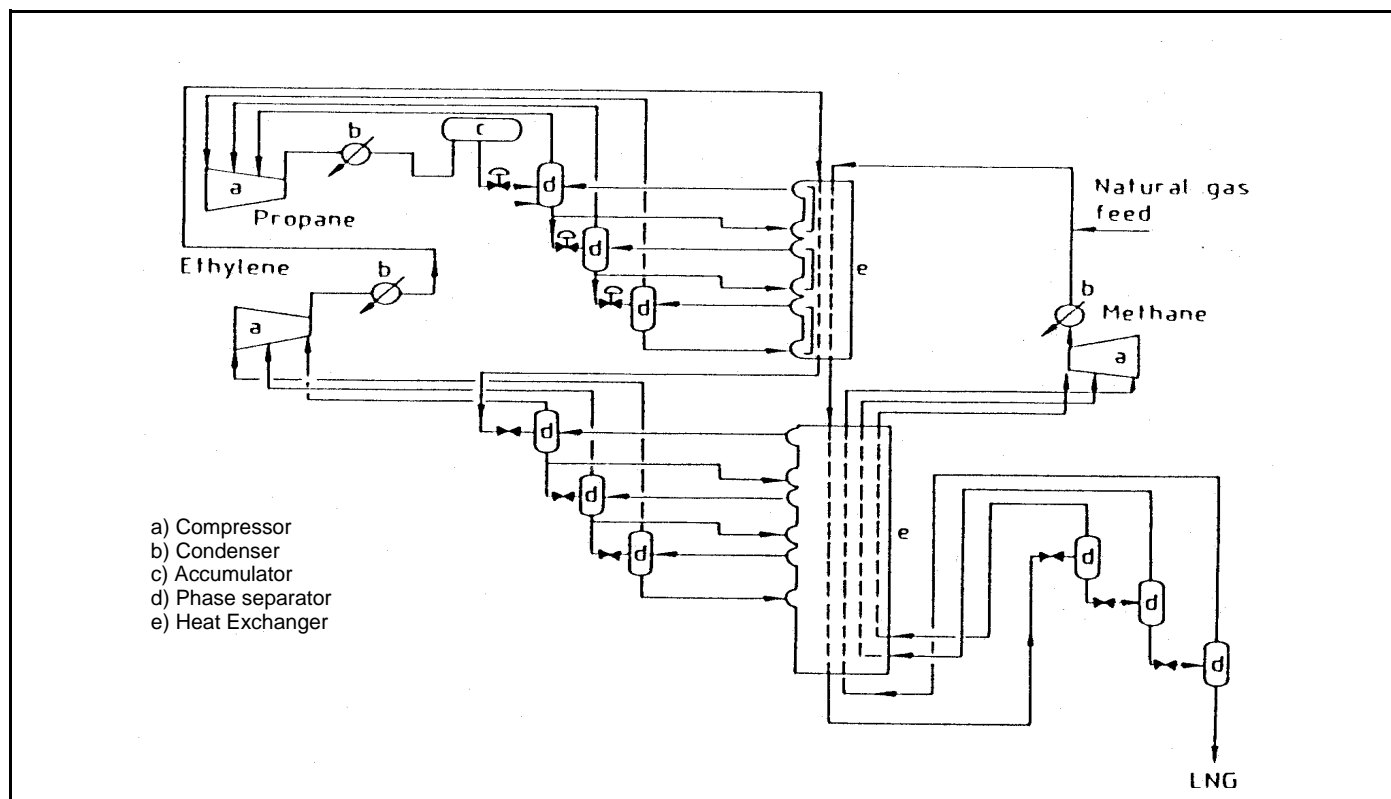 b
c
a
d
Propane
Natural gas
feed
d
Ethylene
b
e
d
b
Methane
a
a
d
d
e
d
d
d
d
a) Compressor
b) Condenser
c) Accumulator
d) Phase separator
e) Heat Exchanger
LNG